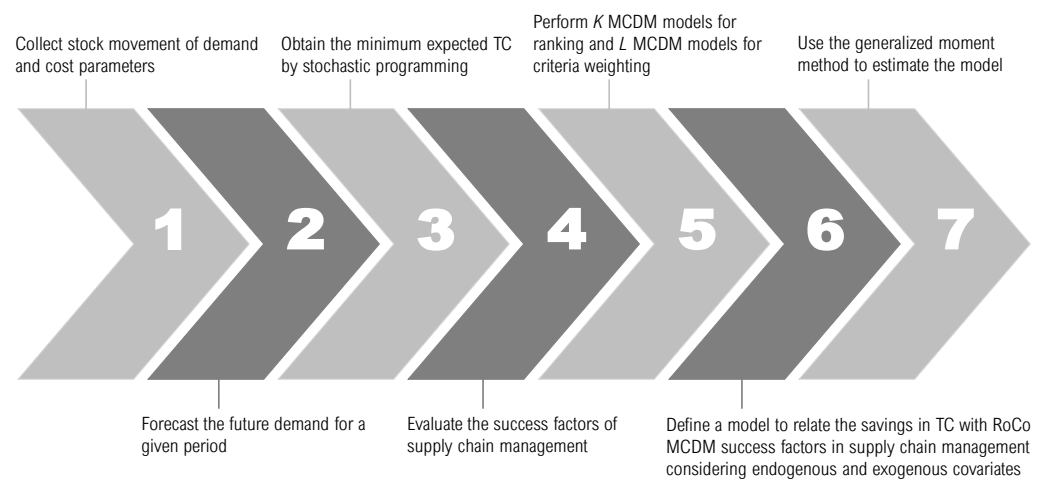 Collect stock movement of demand
and cost parameters
Obtain the minimum expected TC
by stochastic programming
Perform K MCDM models for
ranking and L MCDM models for
criteria weighting
Use the generalized moment
method to estimate the model
1
2
3
4
5
6
7
Forecast the future demand for a
given period
Evaluate the success factors of
supply chain management
Define a model to relate the savings in TC with RoCo
MCDM success factors in supply chain management
considering endogenous and exogenous covariates